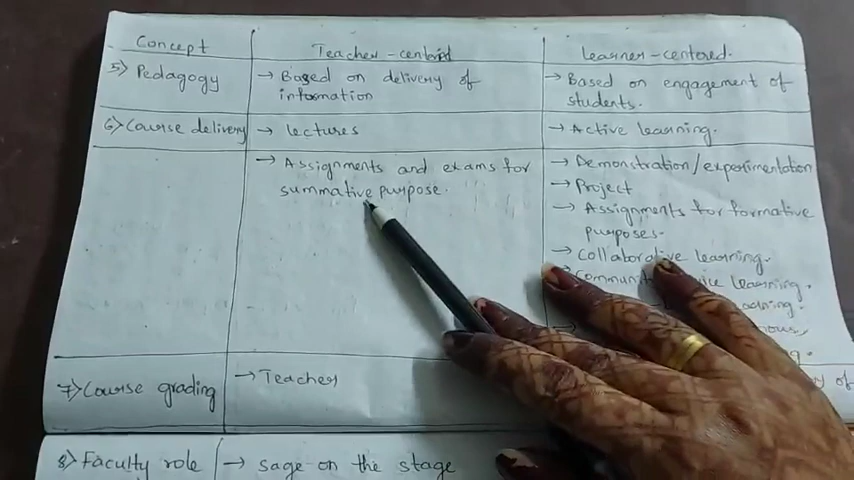 Concept
Teacher-centered
Learner-centered.
5) Pedagogy
→ Based on delivery of
information
→ Based on engagement of
students.
6) Course delivery
→ lectures
→ Active learning.
→ Assignments and exams for
summative purpose.
→ Demonstration/experimentation
→ Project
→ Assignments for formative
purposes.
→ Collaborative learning.
→ learning.
7) Course grading
→ Teacher
of
8) Faculty role
→ sage on the stage